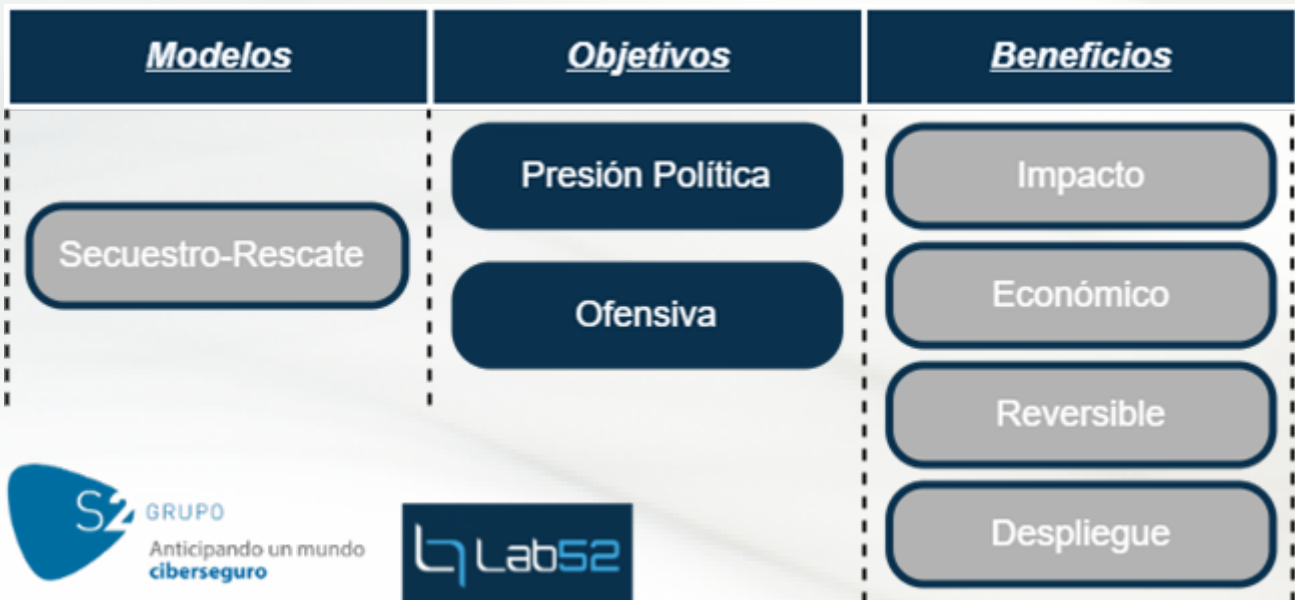 Modelos
Objetivos
Beneficios
Secuestro-Rescate
Presión Política
Ofensiva
Impacto
Económico
Reversible
Despliegue
S2 GRUPO
Anticipando un mundo
ciberseguro
Lab52